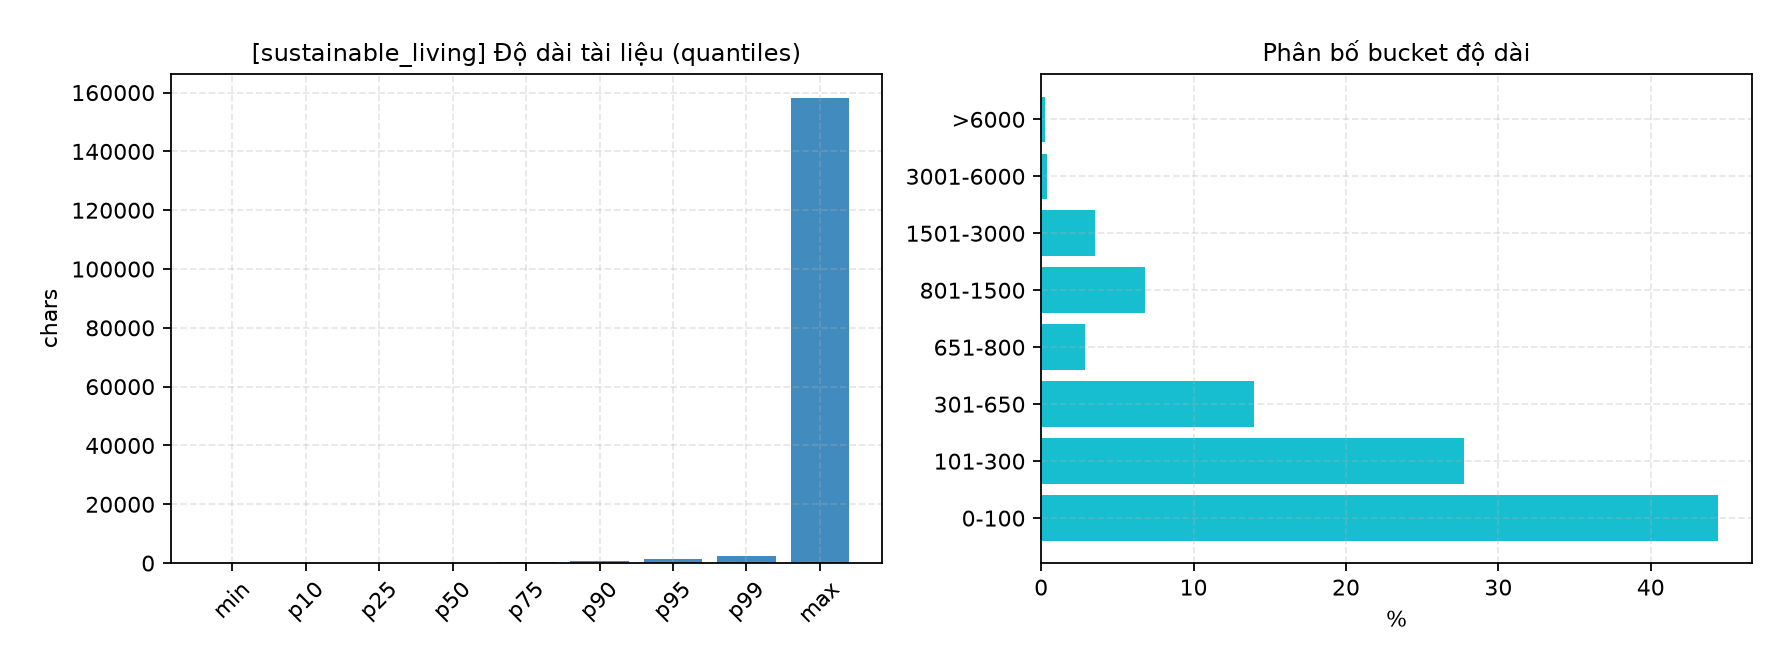 [sustainable_living] Độ dài tài liệu (quantiles)
160000
140000
120000
100000
80000
60000
40000
20000
0
chars
min
p10
p25
p50
p75
p90
p95
p99
max
Phân bố bucket độ dài
>6000
3001-6000
1501-3000
801-1500
651-800
301-650
101-300
0-100
0
10
20
30
40
%